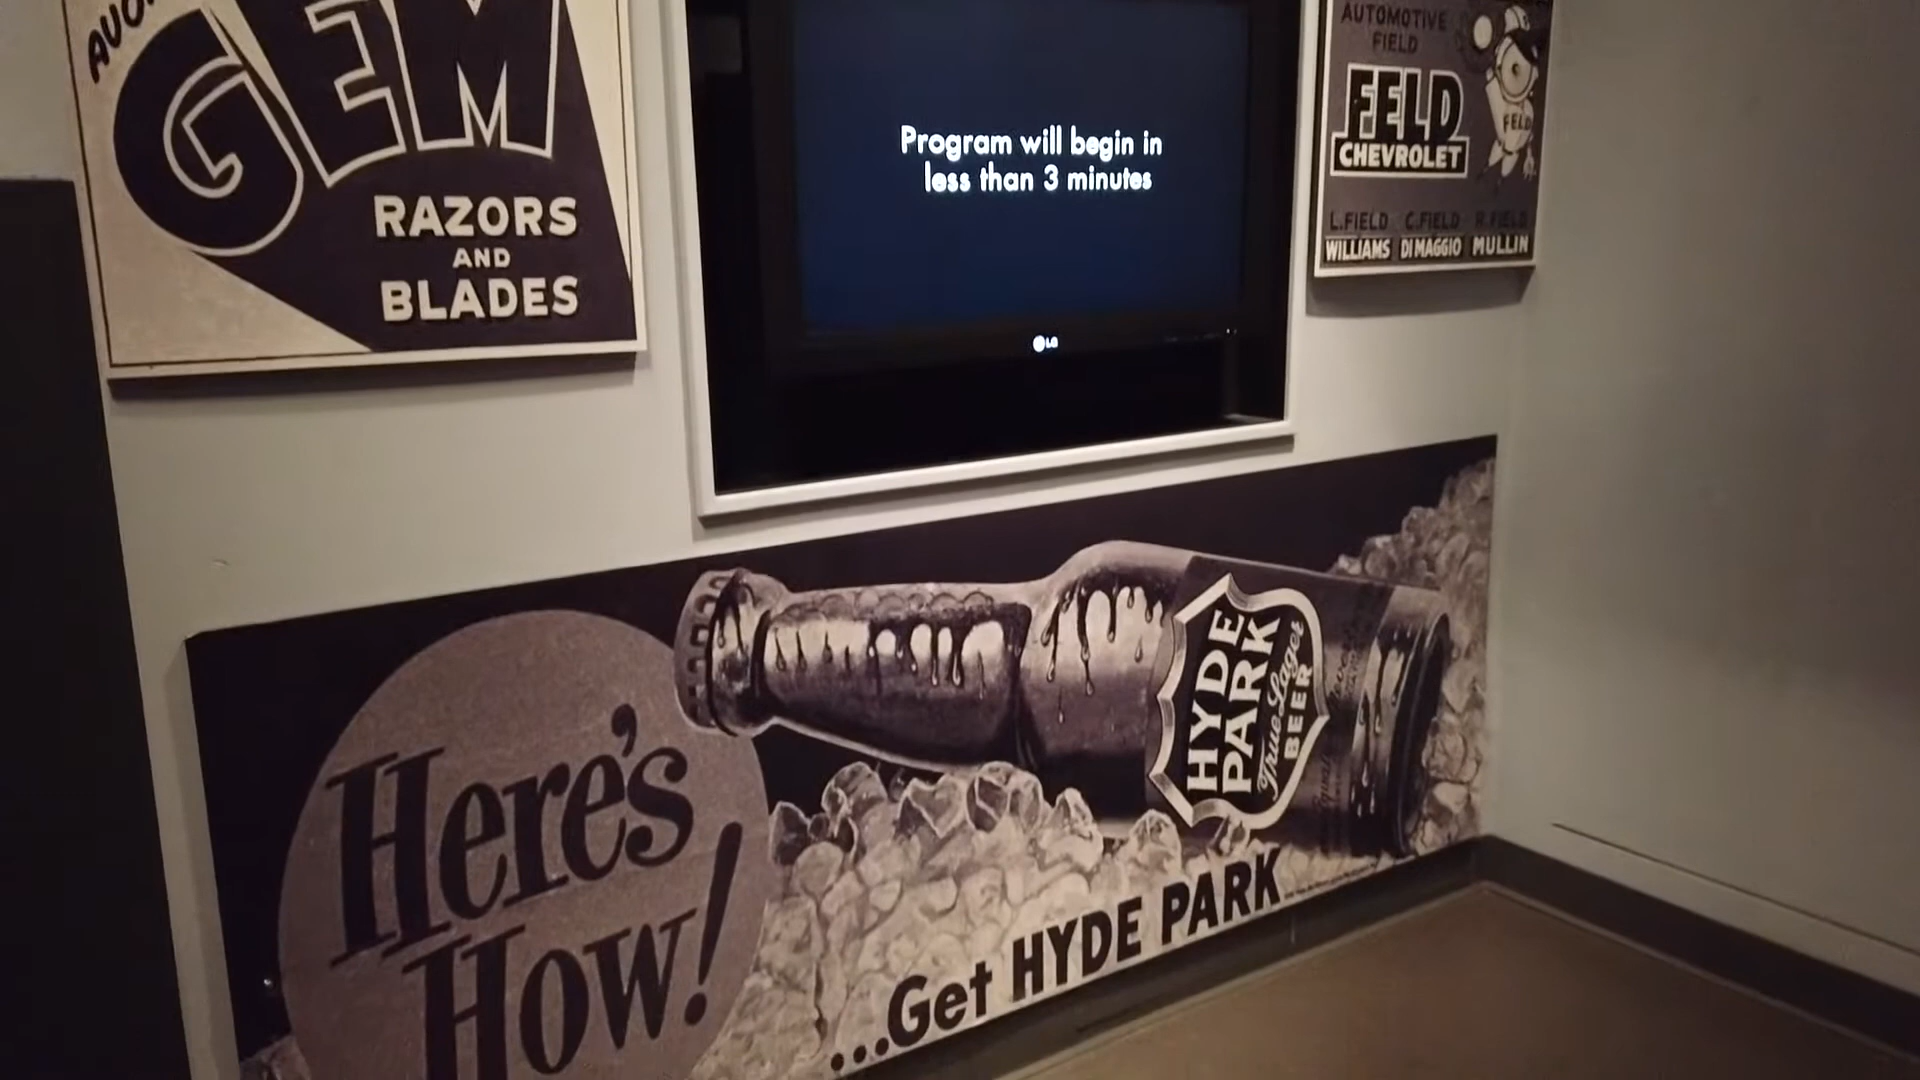 GEM
RAZORS
AND
BLADES
Program will begin in
less than 3 minutes
LG
AUTOMOTIVE
FIELD
FELD
CHEVROLET
FELD
L.FIELD C.FIELD R.FIELD
WILLIAMS DIMAGGIO MULLIN
HYDE
PARK
True Lager
BEER
Here's
How!
...Get HYDE PARK